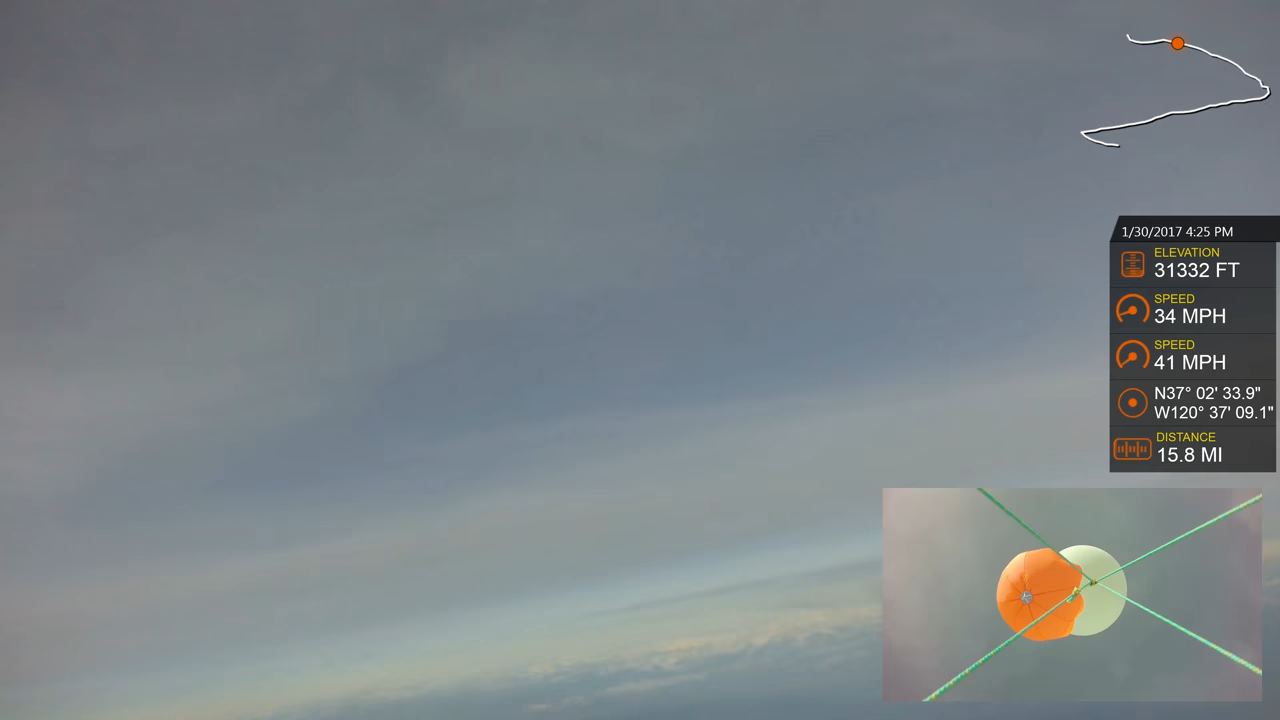 1/30/2017 4:25 PM
ELEVATION
31332 FT
SPEED
34 MPH
SPEED
41 MPH
N37° 02' 33.9"
W120° 37' 09.1"
DISTANCE
15.8 MI